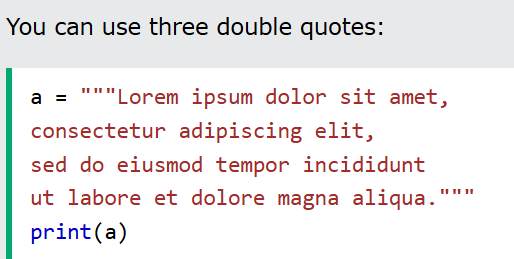 You can use three double quotes:
a = """Lorem ipsum dolor sit amet,
consectetur adipiscing elit,
sed do eiusmod tempor incididunt
ut labore et dolore magna aliqua."""
print(a)